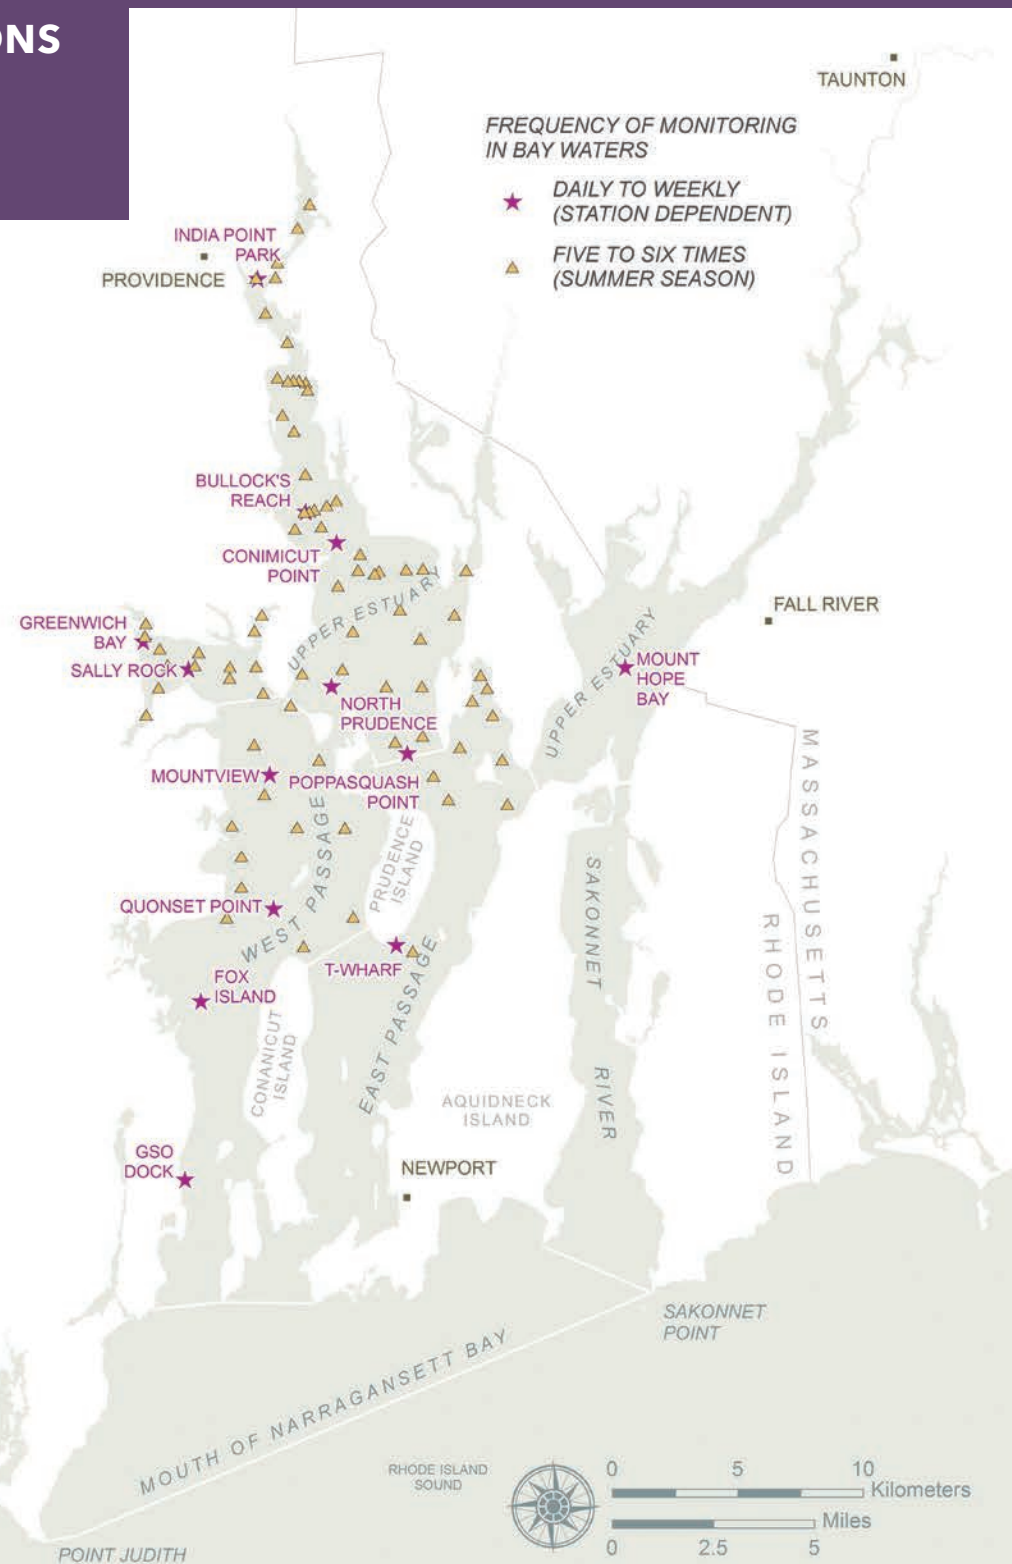 ONS
TAUNTON
FREQUENCY OF MONITORING
IN BAY WATERS
DAILY TO WEEKLY
(STATION DEPENDENT)
FIVE TO SIX TIMES
(SUMMER SEASON)
INDIA POINT
PARK
PROVIDENCE
BULLOCK'S
REACH
CONIMICUT
POINT
UPPER ESTUARY
GREENWICH
BAY
SALLY ROCK
FALL RIVER
UPPER ESTUARY
MOUNT
HOPE
BAY
NORTH
PRUDENCE
MOUNTVIEW
POPPASQUASH
POINT
MASSACHUSETTS
RHODE ISLAND
PRUDENCE
ISLAND
WEST PASSAGE
QUONSET POINT
SAKONNET
RIVER
T-WHARF
FOX
ISLAND
EAST PASSAGE
CONANICUT
ISLAND
AQUIDNECK
ISLAND
GSO
DOCK
NEWPORT
SAKONNET
POINT
MOUTH OF NARRAGANSETT BAY
RHODE ISLAND
SOUND
0 5 10
Kilometers
Miles
0 2.5 5
POINT JUDITH